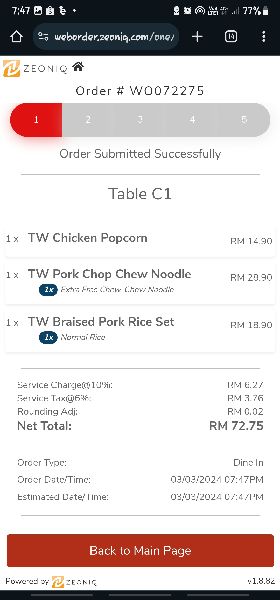 7:47 77%
weborder.zeoniq.com/one/
ZEONIQ
Order # WO072275
1 2 3 4 5
Order Submitted Successfully
Table C1
1 x TW Chicken Popcorn RM 14.90
1 x TW Pork Chop Chew Noodle RM 28.90
1x Extra Free Chew, Chew Noodle
1 x TW Braised Pork Rice Set RM 18.90
1x Normal Rice
Service Charge@10%: RM 6.27
Service Tax@6%: RM 3.76
Rounding Adj: RM 0.02
Net Total: RM 72.75
Order Type: Dine In
Order Date/Time: 03/03/2024 07:47PM
Estimated Date/Time: 03/03/2024 07:47PM
Back to Main Page
Powered by ZEONIQ v1.8.82